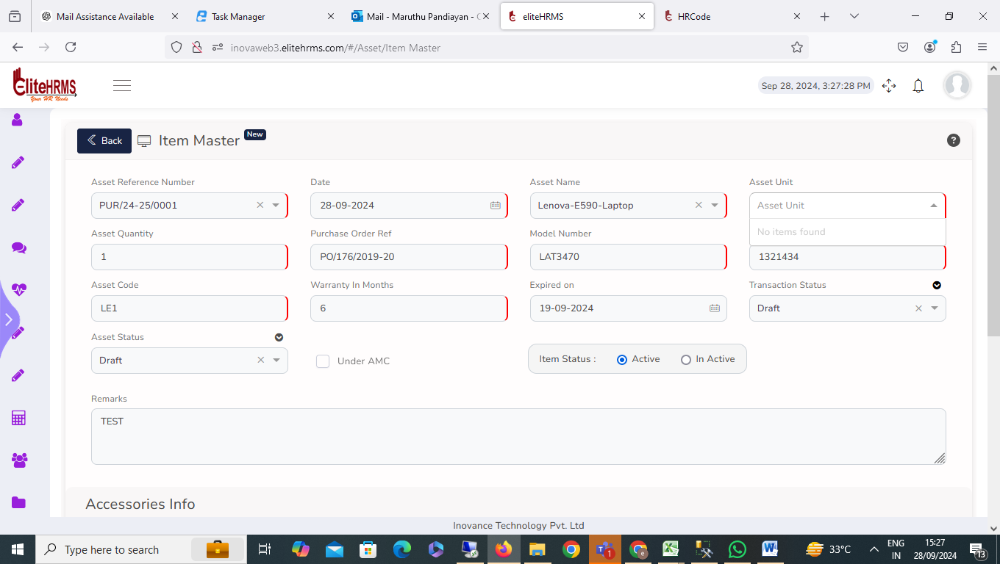 Mail Assistance Available
Task Manager
Mail - Maruthu Pandiayan - O
eliteHRMS
HRCode
inovaweb3.elitehrms.com/#/Asset/Item Master
EliteHRMS
Your HR Needs
Sep 28, 2024, 3:27:28 PM
Back
Item Master
New
?
Asset Reference Number
Date
Asset Name
Asset Unit
PUR/24-25/0001
28-09-2024
Lenova-E590-Laptop
Asset Unit
No items found
Asset Quantity
Purchase Order Ref
Model Number
1
PO/176/2019-20
LAT3470
1321434
Asset Code
Warranty In Months
Expired on
Transaction Status
LE1
6
19-09-2024
Draft
Asset Status
Draft
Under AMC
Item Status :
Active
In Active
Remarks
TEST
Accessories Info
Inovance Technology Pvt. Ltd
Type here to search
1
33°C
ENG
IN
15:27
28/09/2024
13